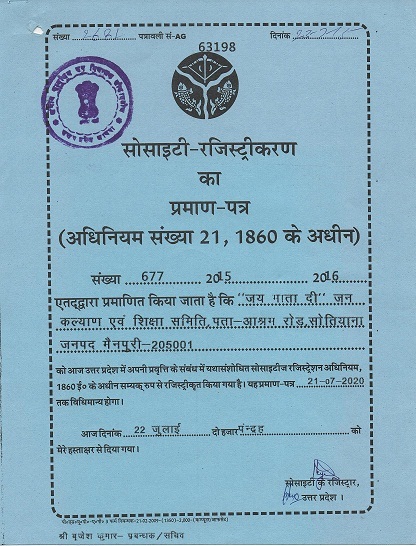 संख्या 2681 पत्रावली सं-AG दिनांक
63198
सोसाइटी-रजिस्ट्रीकरण
का
प्रमाण-पत्र
(अधिनियम संख्या 21, 1860 के अधीन)
संख्या 677 2015 2016
एतद्द्वारा प्रमाणित किया जाता है कि "जय माता दी" जन
कल्याण एवं शिक्षा समिति, पता-आश्रम रोड, सोतियाना
जनपद मैनपुरी-205001
को आज उत्तर प्रदेश में अपनी प्रवृत्ति के संबंध में यथासंशोधित सोसाइटीज रजिस्ट्रेशन अधिनियम,
1860 ई० के अधीन सम्यक् रूप से रजिस्ट्रीकृत किया गया है। यह प्रमाण-पत्र 21-07-2020
तक विधिमान्य होगा।
आज दिनांक 22 जुलाई दो हजार पंन्द्रह को
मेरे हस्ताक्षर से दिया गया।
सोसाइटी के रजिस्ट्रार,
उत्तर प्रदेश।
श्री बृजेश कुमार- प्रबन्धक/सचिव